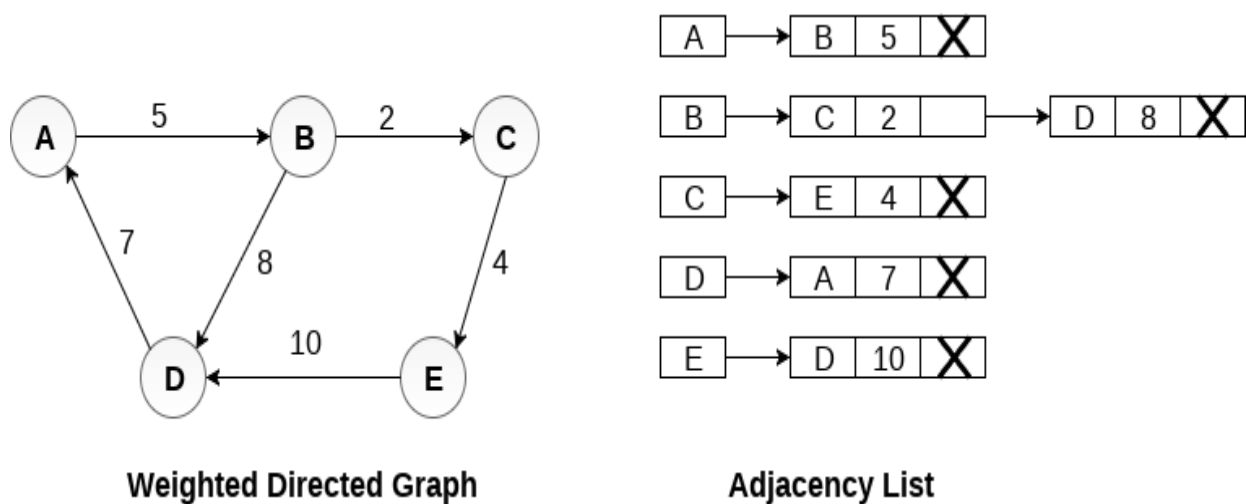 A B 5 X
B C 2 D 8 X
C E 4 X
D A 7 X
E D 10 X
A 5 B 2 C
7 8 4
10
D E
Weighted Directed Graph
Adjacency List